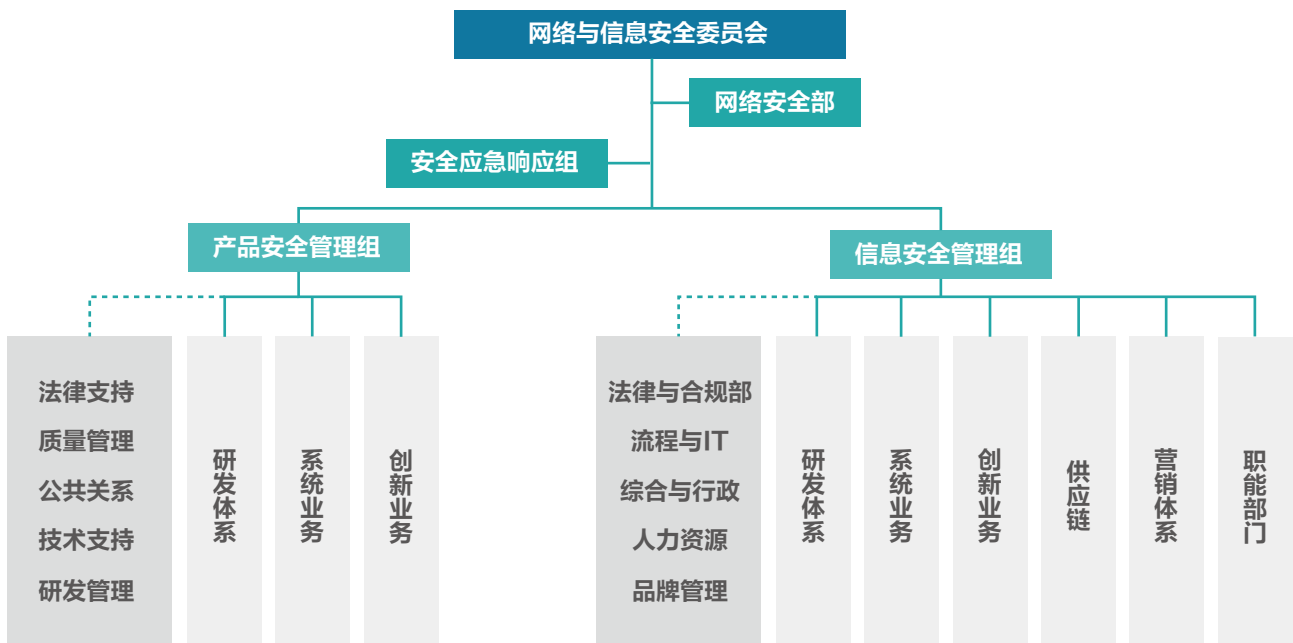 网络与信息安全委员会
网络安全部
安全应急响应组
产品安全管理组
信息安全管理组
法律支持
质量管理
公共关系
技术支持
研发管理
研发体系
系统业务
创新业务
法律与合规部
流程与IT
综合与行政
人力资源
品牌管理
研发体系
系统业务
创新业务
供应链
营销体系
职能部门